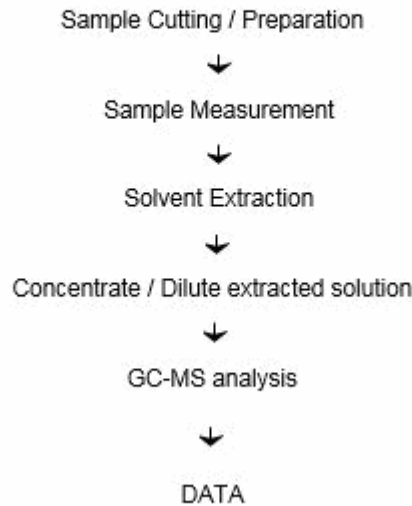 Sample Cutting / Preparation
Sample Measurement
Solvent Extraction
Concentrate / Dilute extracted solution
GC-MS analysis
DATA